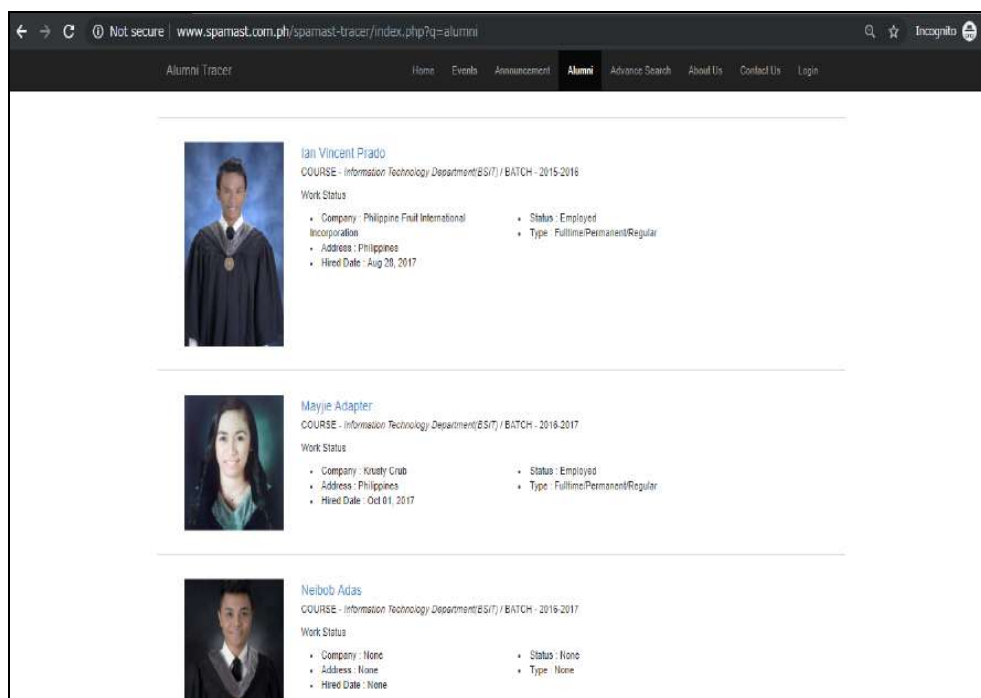 Not secure | www.spamast.com.ph/spamast-tracer/index.php?q=alumni Incognito
Alumni Tracer Home Events Announcement Alumni Advance Search About Us Contact Us Login
Ian Vincent Prado
COURSE - Information Technology Department(BSIT) / BATCH - 2015-2016
Work Status
• Company : Philippine Fruit International
Incorporation
• Address : Philippines
• Hired Date : Aug 28, 2017
• Status : Employed
• Type : Fulltime/Permanent/Regular
Mayjie Adapter
COURSE - Information Technology Department(BSIT) / BATCH - 2016-2017
Work Status
• Company : Krusty Crub
• Address : Philippines
• Hired Date : Oct 01, 2017
• Status : Employed
• Type : Fulltime/Permanent/Regular
Neibob Adas
COURSE - Information Technology Department(BSIT) / BATCH - 2016-2017
Work Status
• Company : None
• Address : None
• Hired Date : None
• Status : None
• Type : None